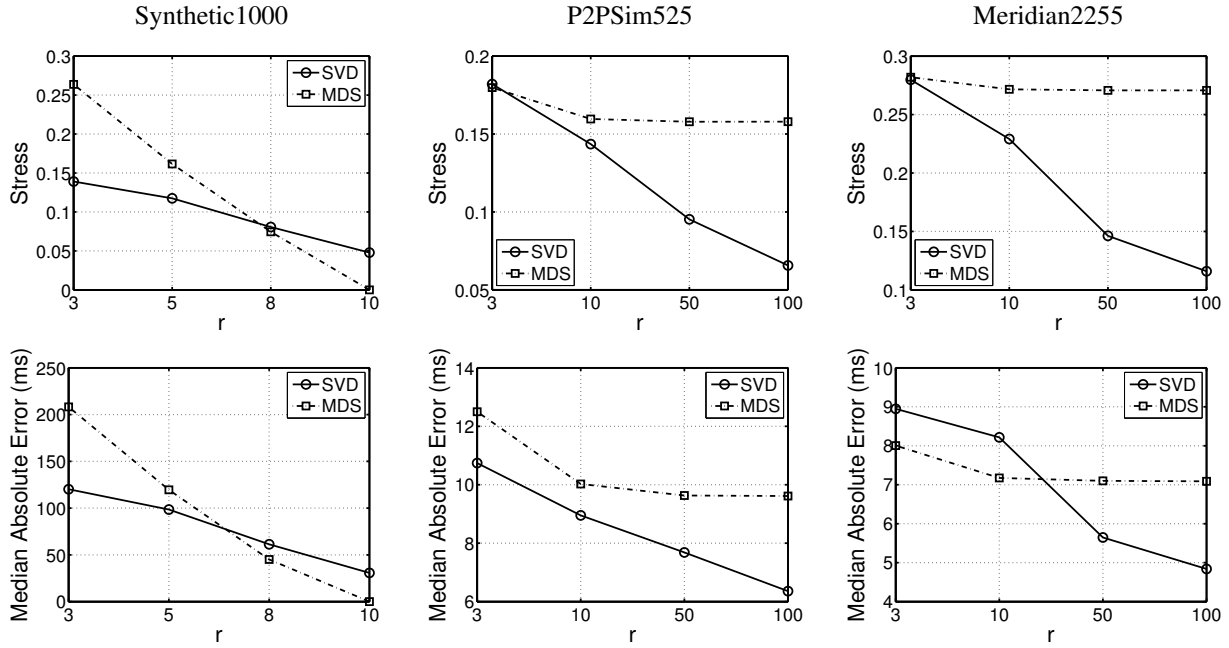 Synthetic1000
P2PSim525
Meridian2255
0.3
0.25
0.2
0.15
0.1
0.05
0
Stress
SVD
MDS
3
5
8
10
r
0.2
0.15
0.1
0.05
Stress
SVD
MDS
3
10
50
100
r
0.3
0.25
0.2
0.15
0.1
Stress
SVD
MDS
3
10
50
100
r
250
200
150
100
50
0
Median Absolute Error (ms)
SVD
MDS
3
5
8
10
r
14
12
10
8
6
Median Absolute Error (ms)
SVD
MDS
3
10
50
100
r
10
9
8
7
6
5
4
Median Absolute Error (ms)
SVD
MDS
3
10
50
100
r